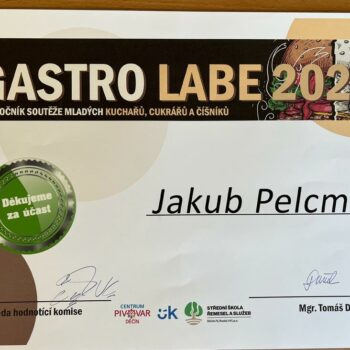 GASTRO LABE 202
ROČNÍK SOUTĚŽE MLADÝCH KUCHAŘŮ, CUKRÁŘŮ A ČÍŠNÍKŮ
Děkujeme
za účast
Jakub Pelcm
da hodnotící komise
CENTRUM
PIVOVAR
DĚČÍN
úk
STŘEDNÍ ŠKOLA
ŘEMESEL A SLUŽEB
Mgr. Tomáš D